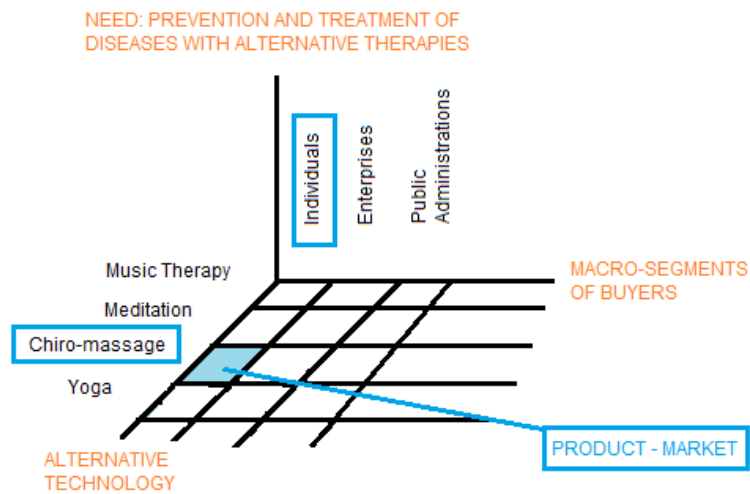 NEED: PREVENTION AND TREATMENT OF
DISEASES WITH ALTERNATIVE THERAPIES
Individuals
Enterprises
Public
Administrations
Music Therapy
Meditation
Chiro-massage
Yoga
MACRO-SEGMENTS
OF BUYERS
PRODUCT - MARKET
ALTERNATIVE
TECHNOLOGY